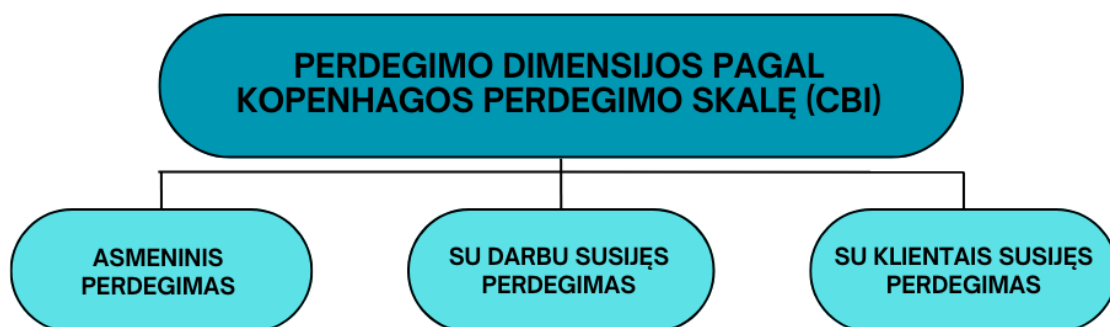 PERDEGIMO DIMENSIJOS PAGAL
KOPENHAGOS PERDEGIMO SKALĘ (CBI)
ASMENINIS
PERDEGIMAS
SU DARBU SUSIJĘS
PERDEGIMAS
SU KLIENTAIS SUSIJĘS
PERDEGIMAS